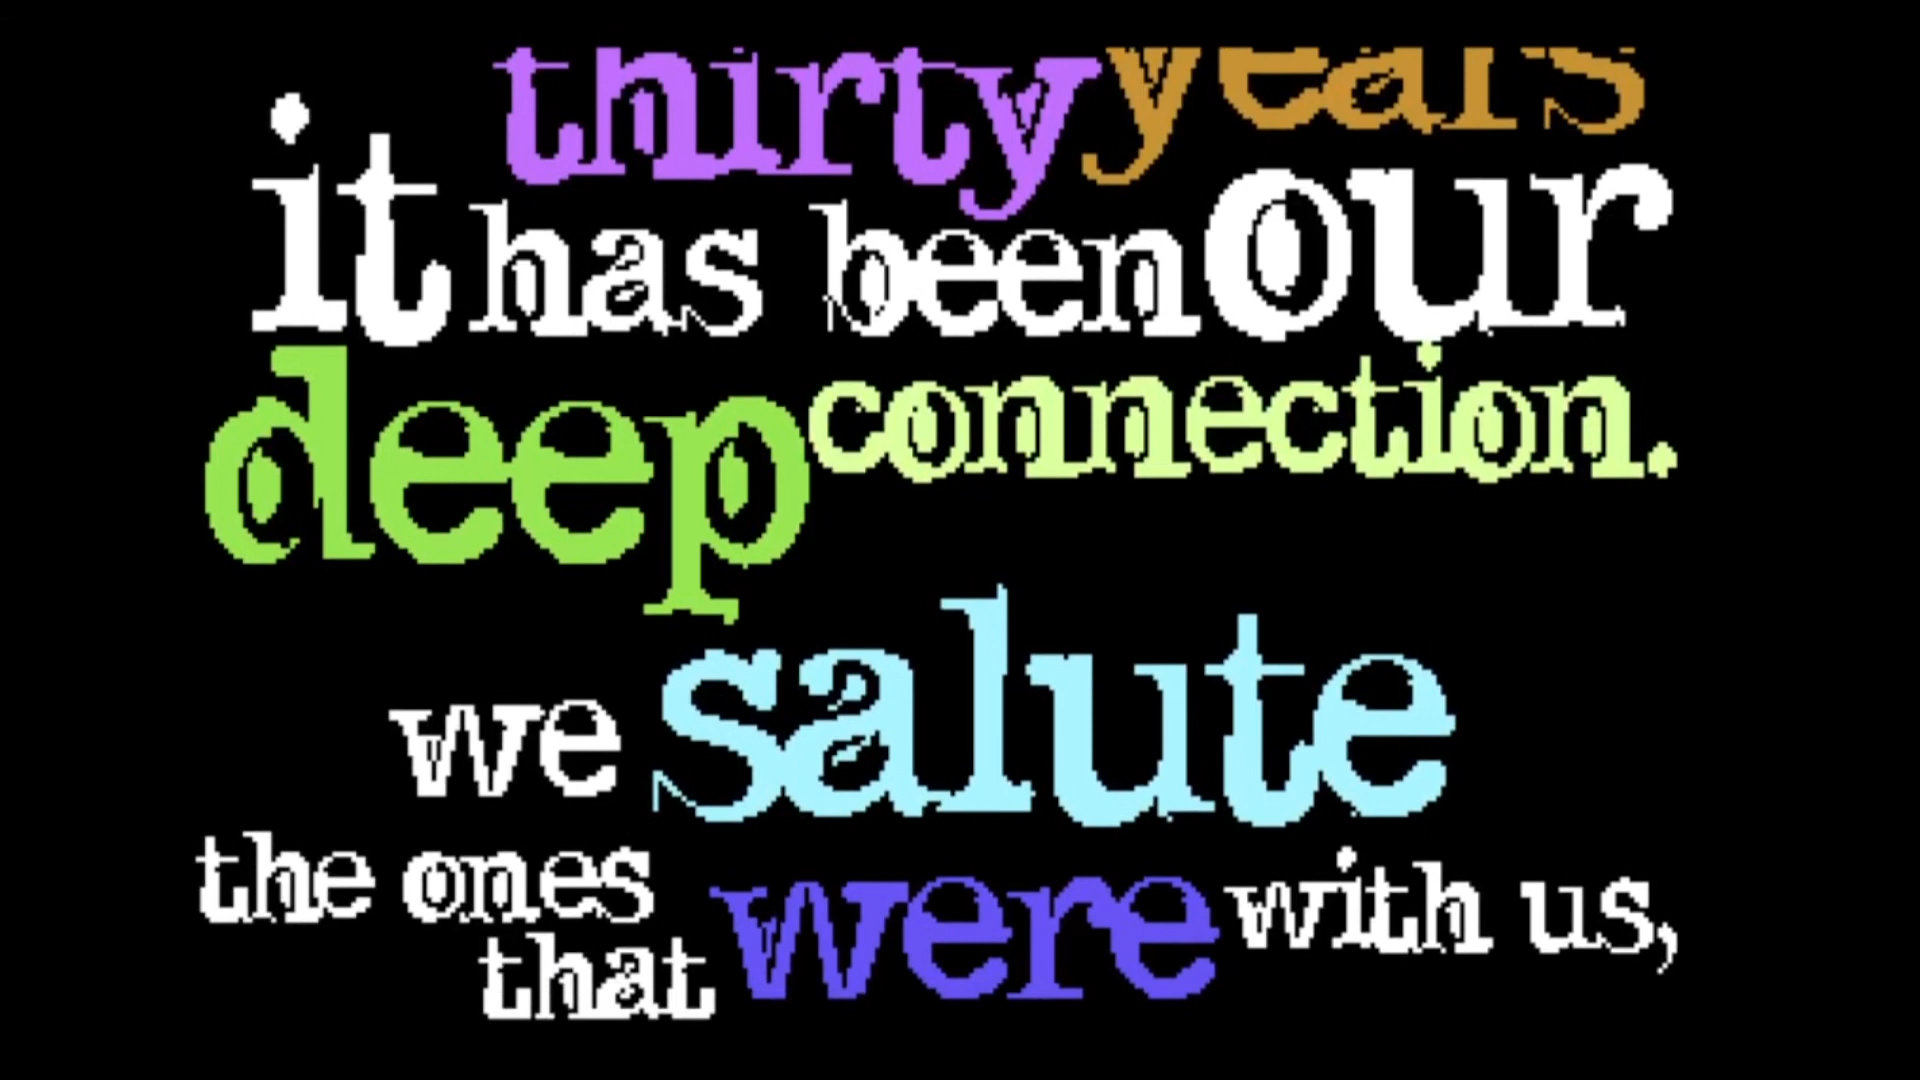 thirty years
it has been our
deep connection.
we salute
the ones
that were with us,